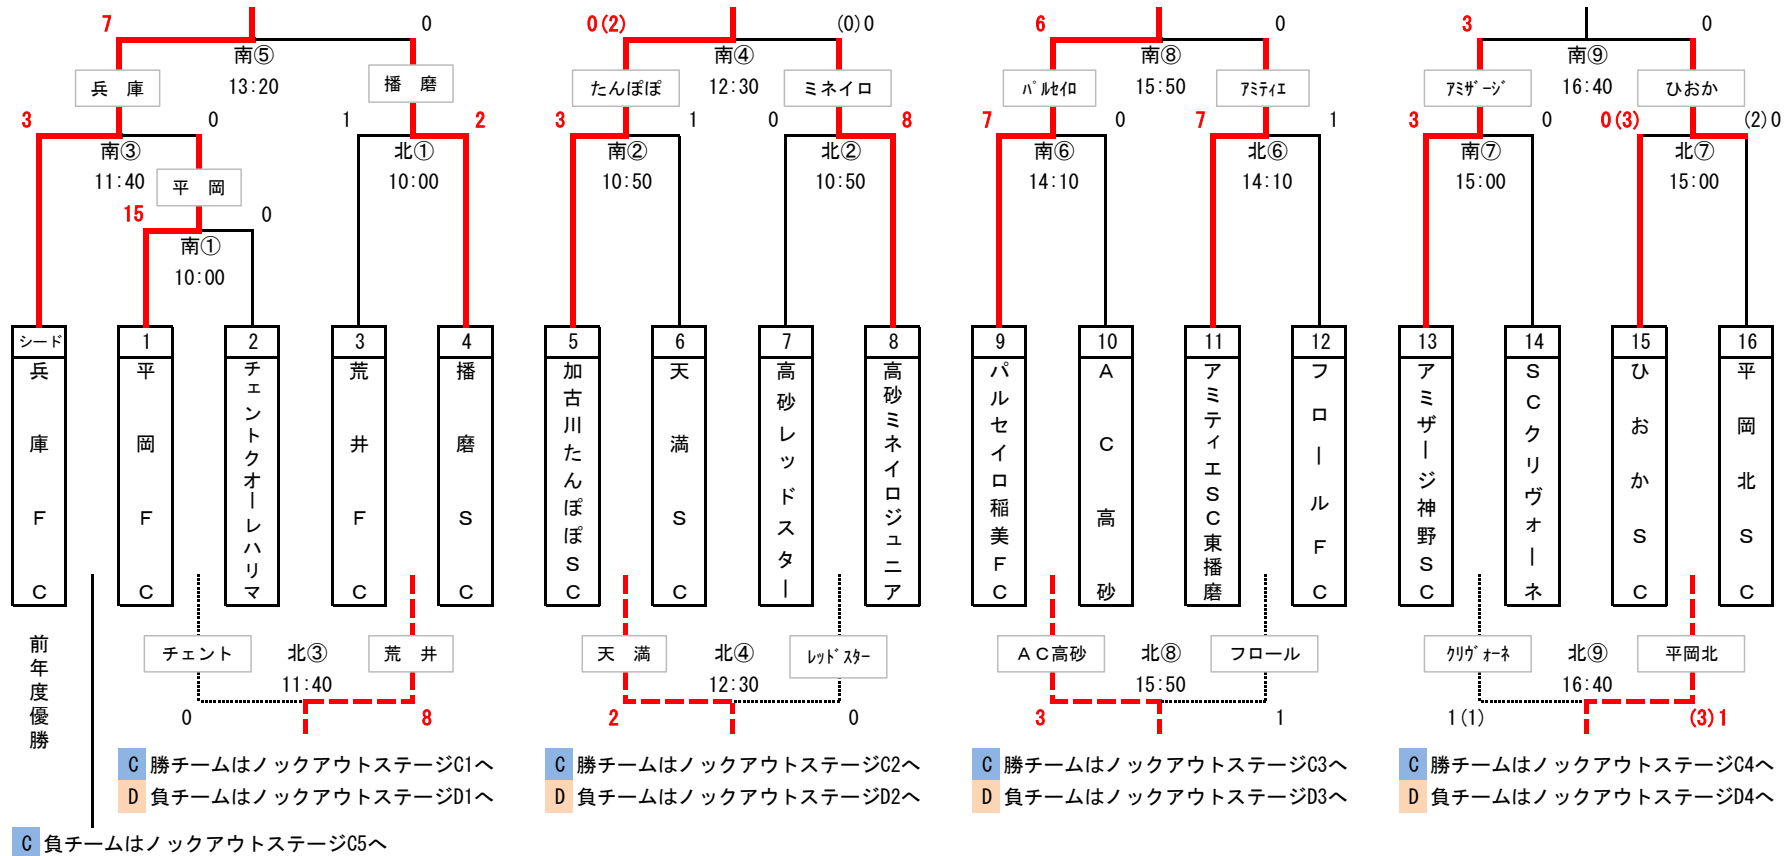 7 0 0(2) (0)0 6 0 3 0
南⑤ 南④ 南⑧ 南⑨
兵 庫 13:20 播 磨 たんぽぽ 12:30 ミネイロ パルセイロ 15:50 アミティエ アミザージ 16:40 ひおか
3 0 1 2 3 1 0 8 7 0 7 1 3 0 0(3) (2)0
南③ 北① 南② 北② 南⑥ 北⑥ 南⑦ 北⑦
11:40 平 岡 10:00 10:50 10:50 14:10 14:10 15:00 15:00
15 0
南①
10:00
シード 1 2 3 4 5 6 7 8 9 10 11 12 13 14 15 16
兵庫FC
平岡FC
チェントクオーレハリマ
荒井FC
播磨SC
加古川たんぽぽSC
天満SC
高砂レッドスター
高砂ミネイロジュニア
パルセイロ稲美FC
AC高砂
アミティエSC東播磨
フロールFC
アミザージ神野SC
SCクリヴォーネ
ひおかSC
平岡北SC
前年度優勝
チェント 北③ 荒 井 天 満 北④ レッドスター AC高砂 北⑧ フロール クリヴォーネ 北⑨ 平岡北
11:40 12:30 15:50 16:40
0 8 2 0 3 1 1(1) (3)1
C 勝チームはノックアウトステージC1へ C 勝チームはノックアウトステージC2へ C 勝チームはノックアウトステージC3へ C 勝チームはノックアウトステージC4へ
D 負チームはノックアウトステージD1へ D 負チームはノックアウトステージD2へ D 負チームはノックアウトステージD3へ D 負チームはノックアウトステージD4へ
C 負チームはノックアウトステージC5へ